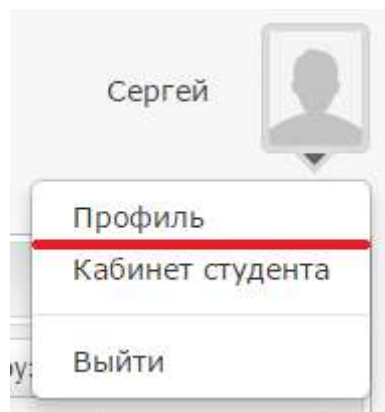 Сергей
Профиль
Кабинет студента
Выйти